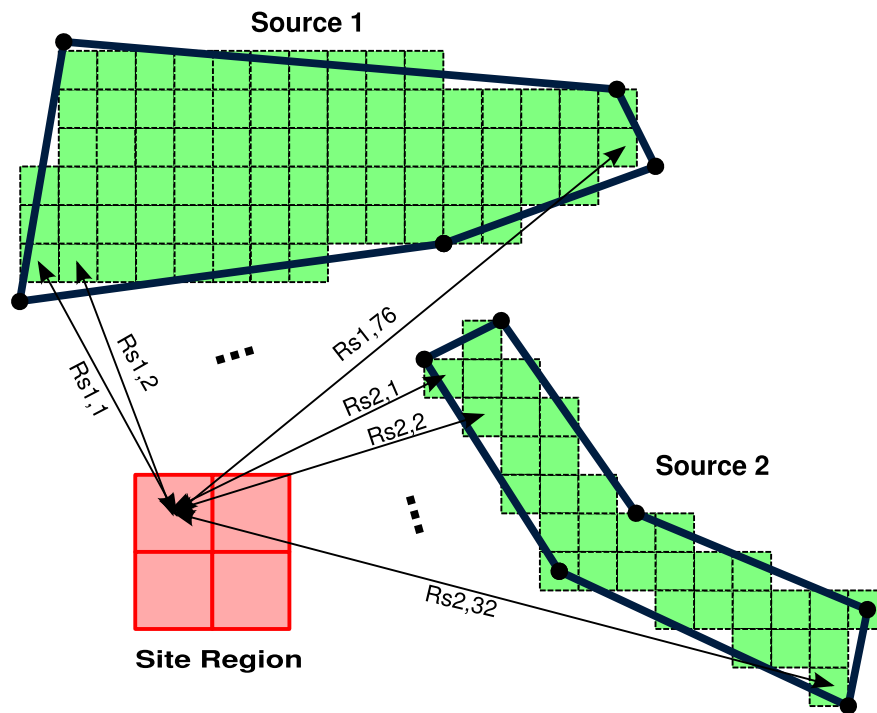 Source 1
Rs1,76
Rs1,2
Rs1,1
Rs2,1
Rs2,2
Source 2
Rs2,32
Site Region